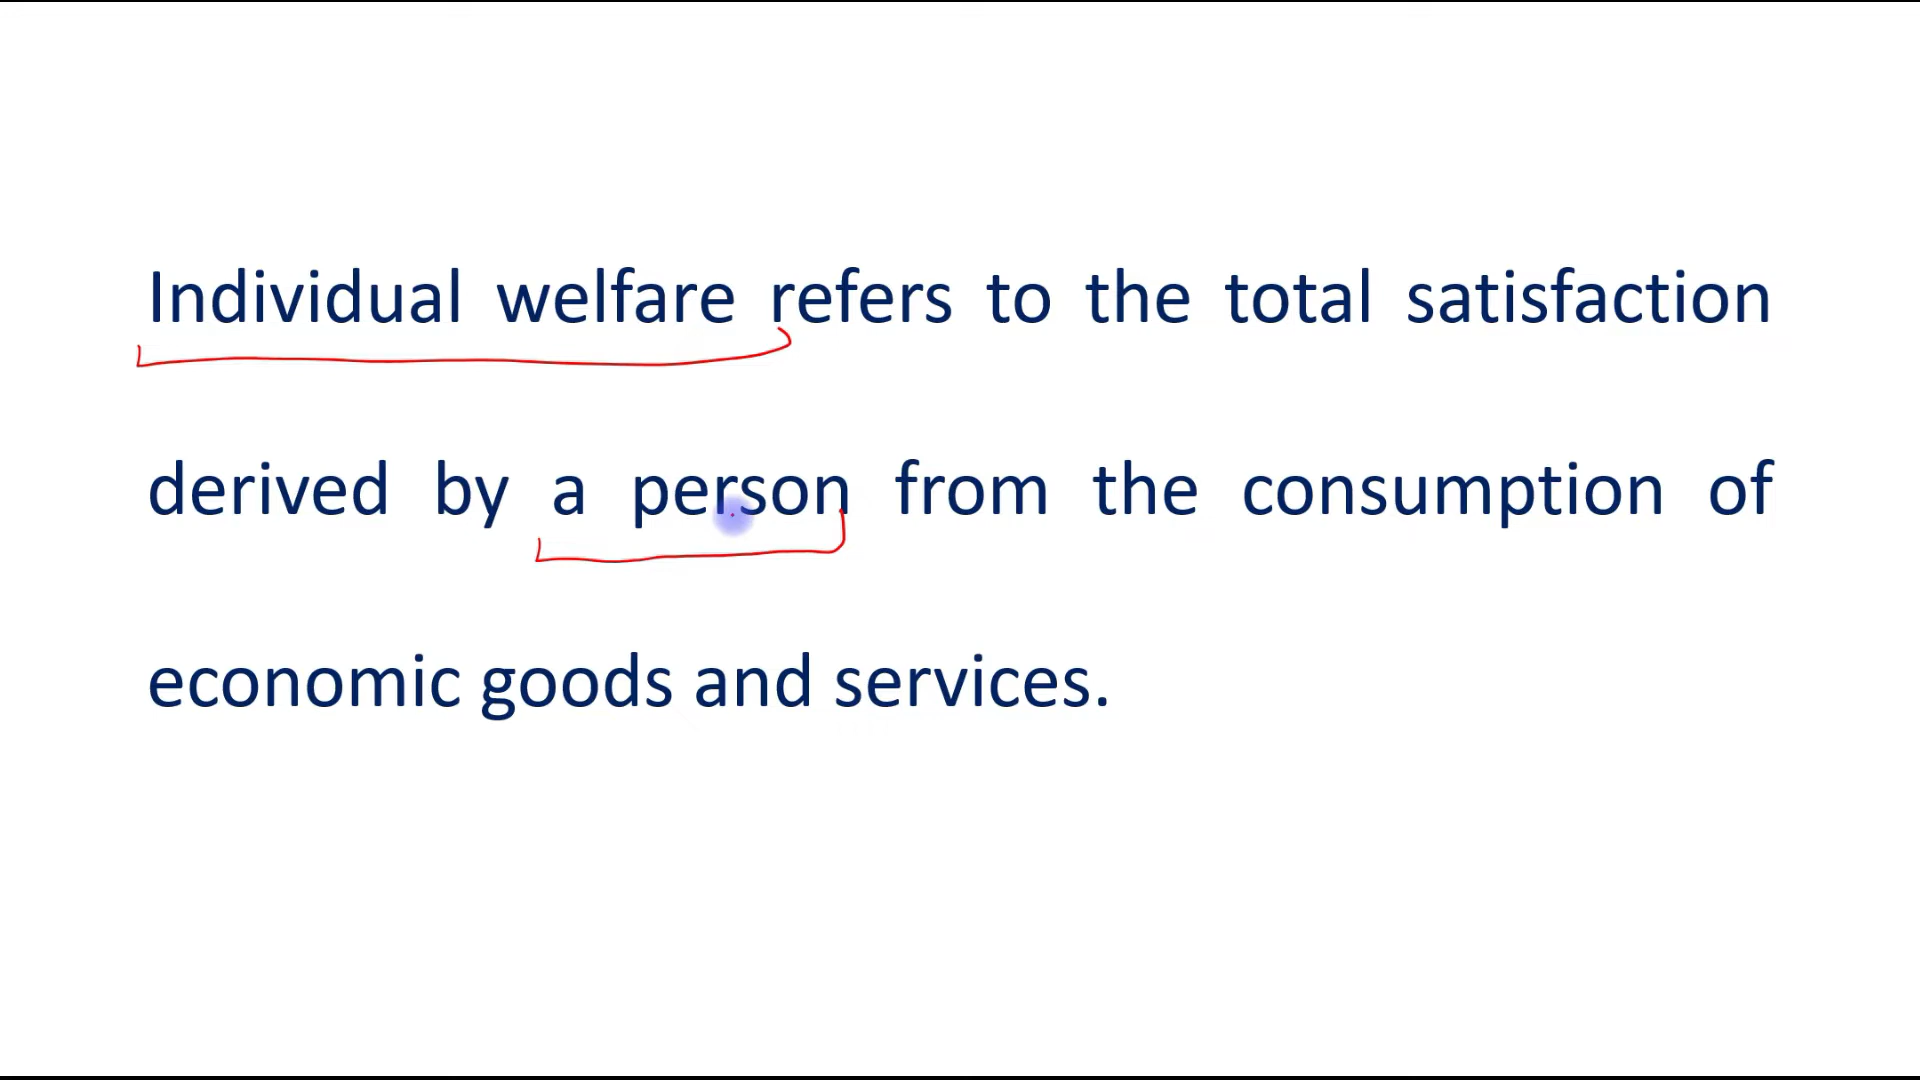 Individual welfare refers to the total satisfaction
derived by a person from the consumption of
economic goods and services.